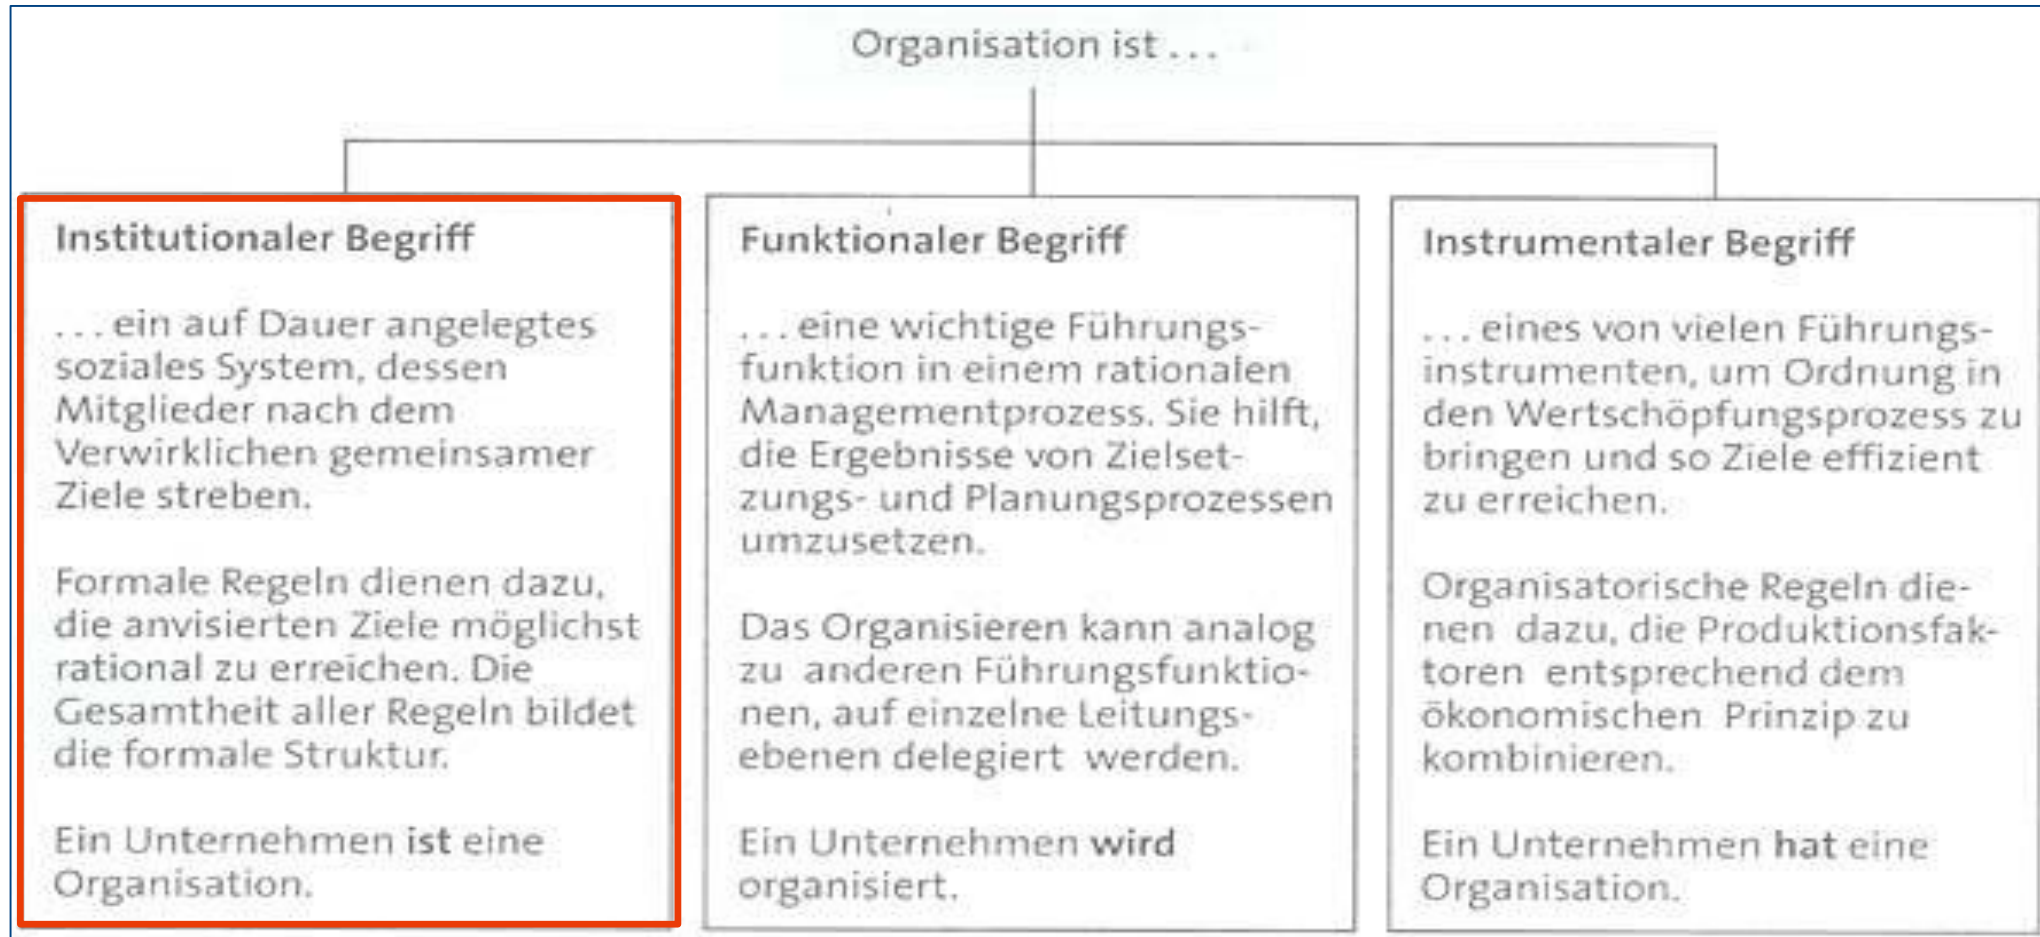 Organisation ist . . .
Institutionaler Begriff
. . . ein auf Dauer angelegtes
soziales System, dessen
Mitglieder nach dem
Verwirklichen gemeinsamer
Ziele streben.
Formale Regeln dienen dazu,
die anvisierten Ziele möglichst
rational zu erreichen. Die
Gesamtheit aller Regeln bildet
die formale Struktur.
Ein Unternehmen ist eine
Organisation.
Funktionaler Begriff
. . . eine wichtige Führungs-
funktion in einem rationalen
Managementprozess. Sie hilft,
die Ergebnisse von Zielset-
zungs- und Planungsprozessen
umzusetzen.
Das Organisieren kann analog
zu anderen Führungsfunktio-
nen, auf einzelne Leitungs-
ebenen delegiert werden.
Ein Unternehmen wird
organisiert.
Instrumentaler Begriff
. . . eines von vielen Führungs-
instrumenten, um Ordnung in
den Wertschöpfungsprozess zu
bringen und so Ziele effizient
zu erreichen.
Organisatorische Regeln die-
nen dazu, die Produktionsfak-
toren entsprechend dem
ökonomischen Prinzip zu
kombinieren.
Ein Unternehmen hat eine
Organisation.